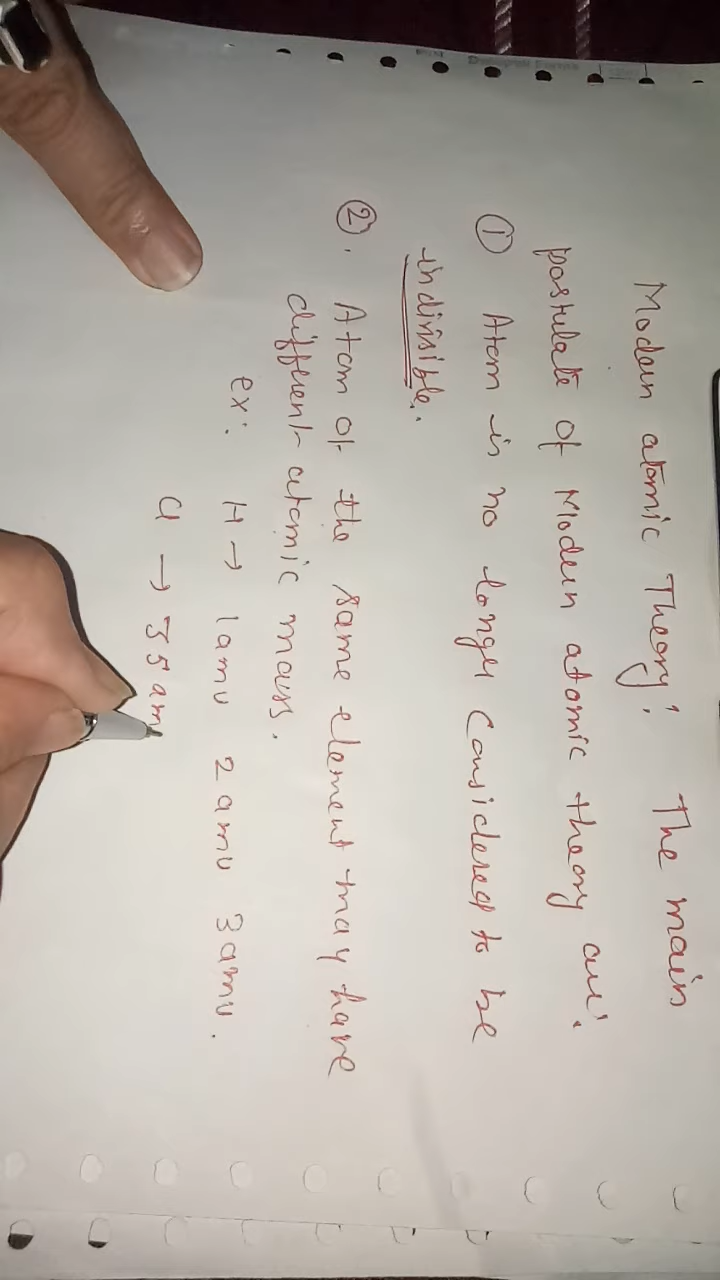 Modern atomic Theory: The main
postulate of Modern atomic theory are:
① Atom is no longer considered to be
indivisible.
②. Atom of the same element may have
different atomic mass.
ex: H → 1amu 2amu 3amu.
Cl → 35am